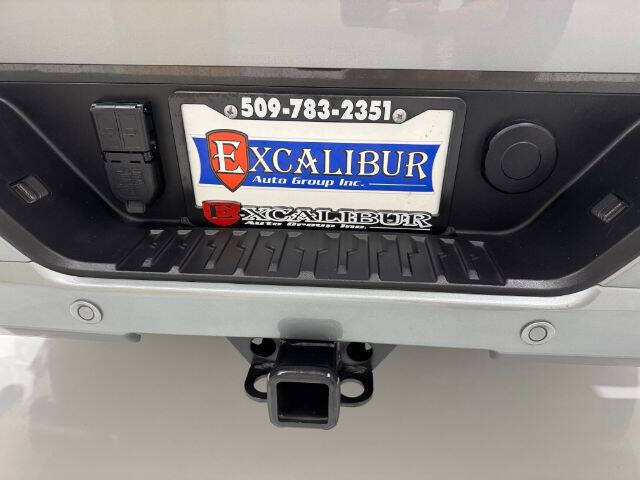 509-783-2351
EXCALIBUR
Auto Group Inc.
EXCALIBUR
Auto Group Inc.